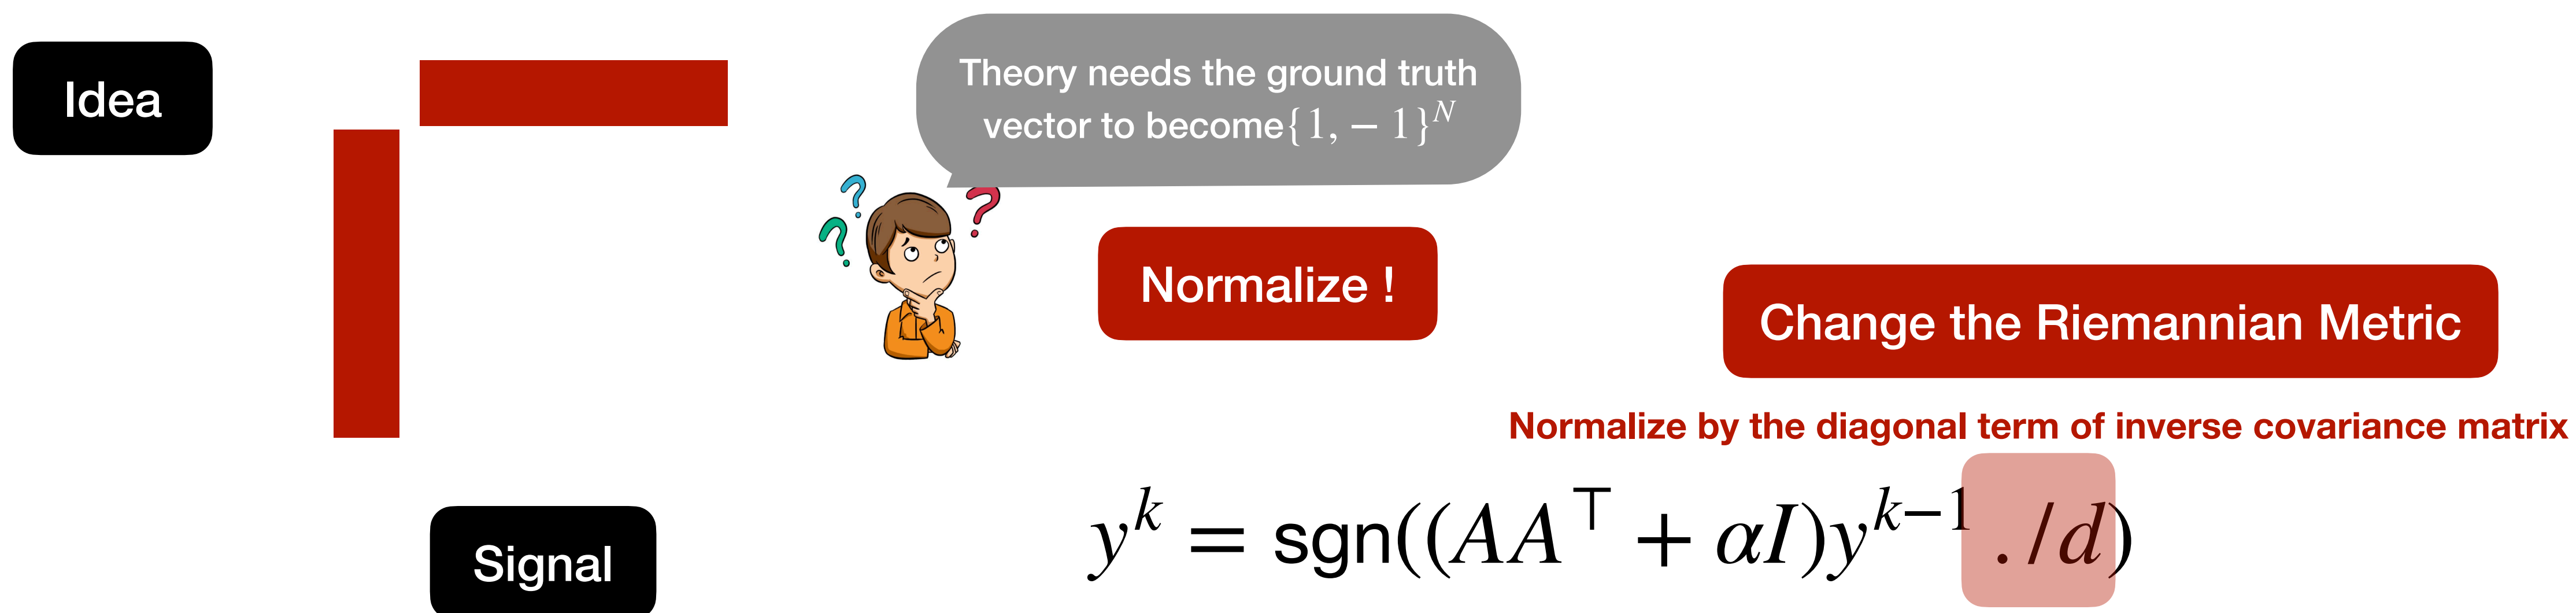 Idea
Theory needs the ground truth
vector to become{1, − 1}^N
Normalize !
Change the Riemannian Metric
Normalize by the diagonal term of inverse covariance matrix
y^k = sgn((AA^⊤ + αI)y^{k−1} ./d)
Signal